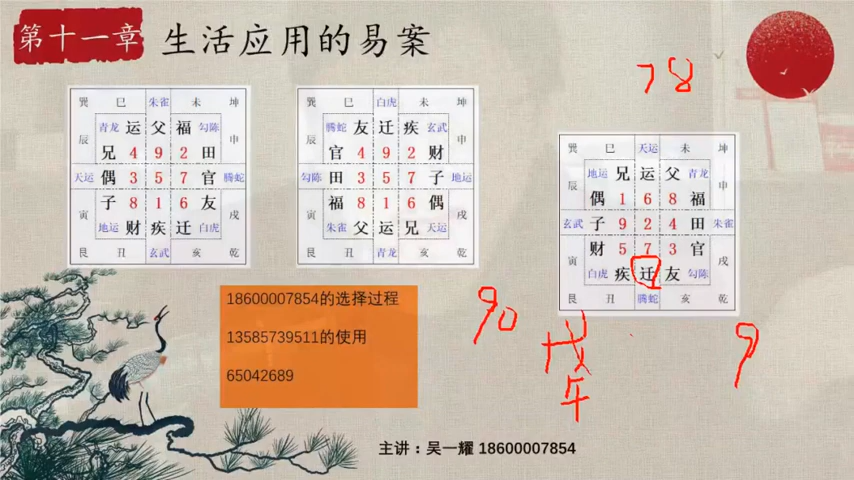 第十一章 生活应用的易案
巽 巳 朱雀 未 坤
辰 青龙 运 父 福 勾陈 申
兄 4 9 2 田
天运 偶 3 5 7 官 腾蛇
寅 子 8 1 6 友 戌
地运 财 疾 迁 白虎
艮 丑 玄武 亥 乾
巽 巳 白虎 未 坤
辰 腾蛇 友 迁 疾 玄武 申
官 4 9 2 财
勾陈 田 3 5 7 子 地运
寅 福 8 1 6 偶 戌
朱雀 父 运 兄 天运
艮 丑 青龙 亥 乾
78
巽 巳 天运 未 坤
辰 地运 兄 运 父 青龙 申
偶 1 6 8 福
玄武 子 9 2 4 田 朱雀
寅 财 5 7 3 官 戌
白虎 疾 迁 友 勾陈
艮 丑 腾蛇 亥 乾
18600007854的选择过程
13585739511的使用
65042689
90
戊
午
9
主讲：吴一耀 18600007854